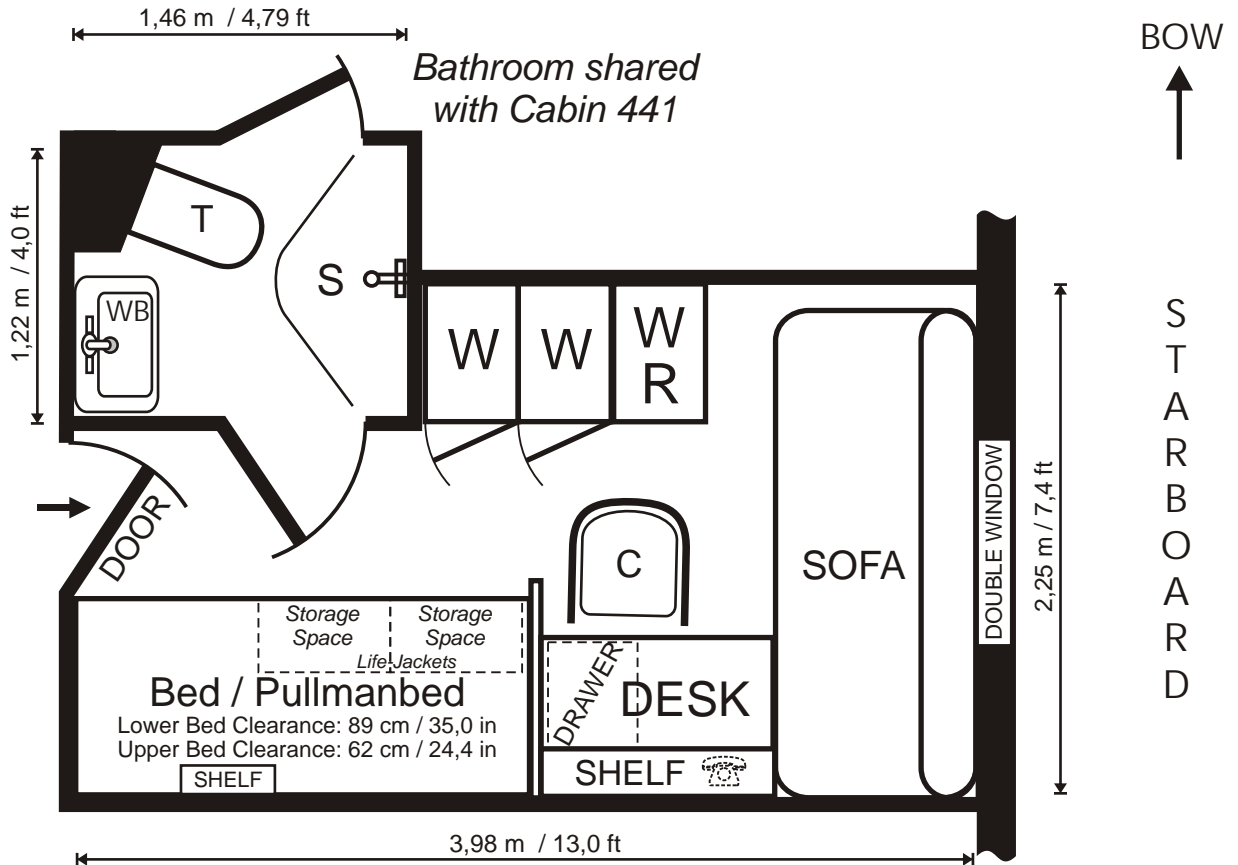 1,46 m / 4,79 ft
BOW
Bathroom shared
with Cabin 441
1,22 m / 4,0 ft
T
S
WB
W
W
W
R
STARBOARD
DOOR
C
SOFA
DOUBLE WINDOW
2,25 m / 7,4 ft
Storage
Space
Storage
Space
Life-Jackets
Bed / Pullmanbed
Lower Bed Clearance: 89 cm / 35,0 in
Upper Bed Clearance: 62 cm / 24,4 in
SHELF
DRAWER
DESK
SHELF
3,98 m / 13,0 ft